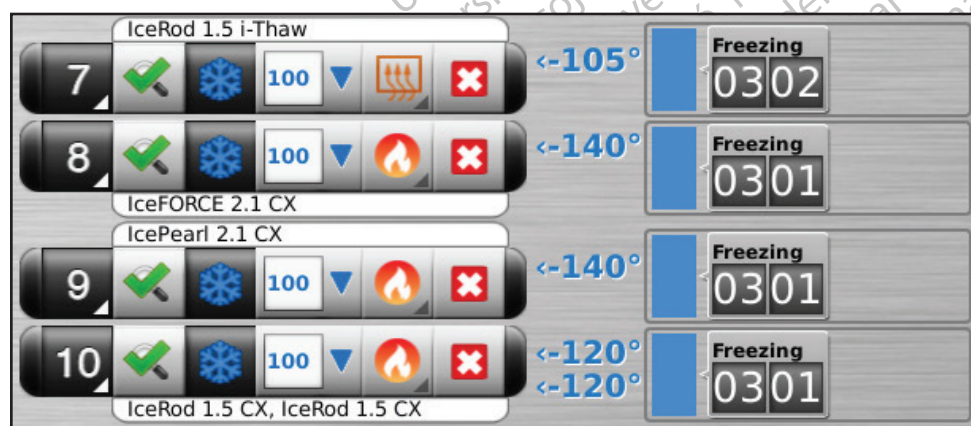 IceRod 1.5 i-Thaw
7 100 <-105° Freezing 03 02
8 100 <-140° Freezing 03 01
IceFORCE 2.1 CX
IcePearl 2.1 CX
9 100 <-140° Freezing 03 01
10 100 <-120° Freezing 03 01
<-120°
IceRod 1.5 CX, IceRod 1.5 CX